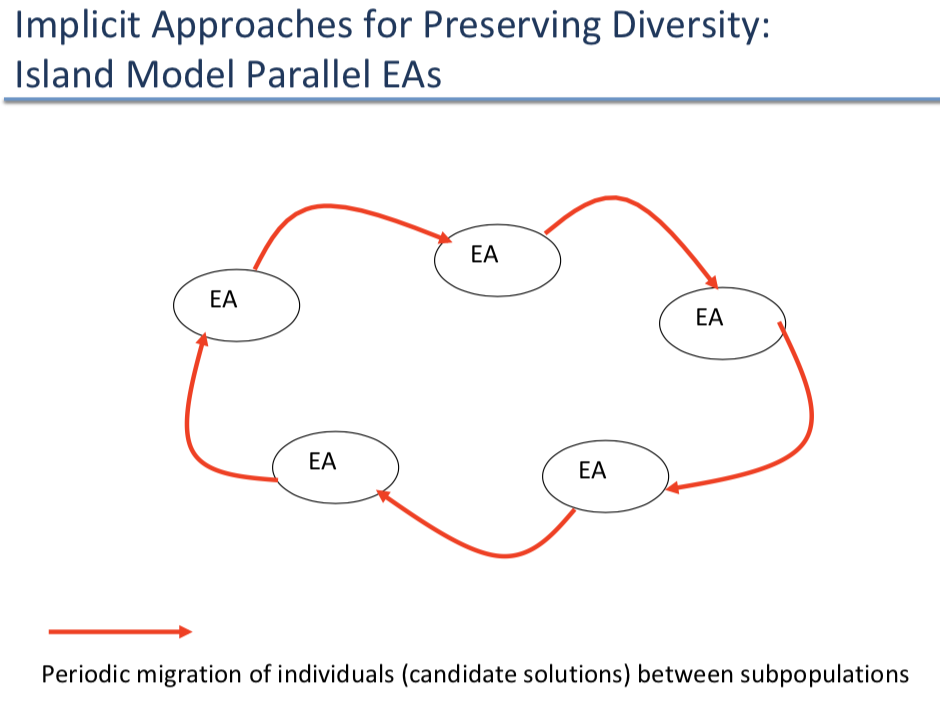 Implicit Approaches for Preserving Diversity:
Island Model Parallel EAs
EA
EA
EA
EA
EA
Periodic migration of individuals (candidate solutions) between subpopulations